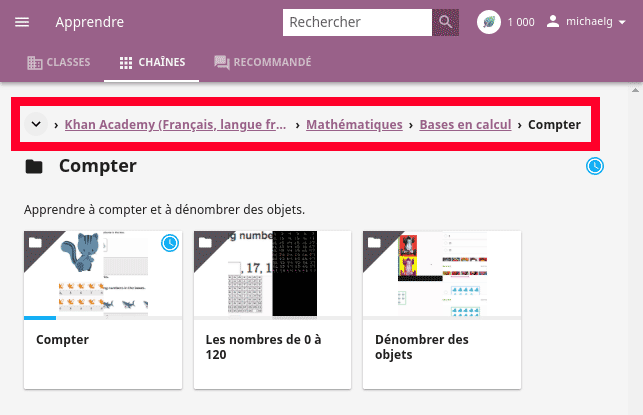 Apprendre
Rechercher
1 000
michaelg
CLASSES
CHAÎNES
RECOMMANDÉ
› Khan Academy (Français, langue fr... › Mathématiques › Bases en calcul › Compter
Compter
Apprendre à compter et à dénombrer des objets.
Compter
Les nombres de 0 à
120
Dénombrer des
objets